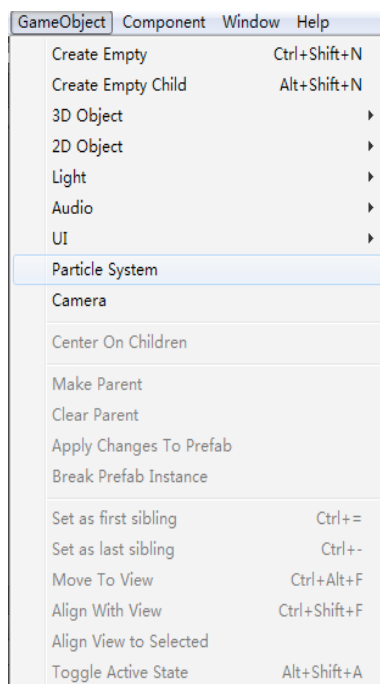 GameObject Component Window Help
Create Empty Ctrl+Shift+N
Create Empty Child Alt+Shift+N
3D Object
2D Object
Light
Audio
UI
Particle System
Camera
Center On Children
Make Parent
Clear Parent
Apply Changes To Prefab
Break Prefab Instance
Set as first sibling Ctrl+=
Set as last sibling Ctrl+-
Move To View Ctrl+Alt+F
Align With View Ctrl+Shift+F
Align View to Selected
Toggle Active State Alt+Shift+A